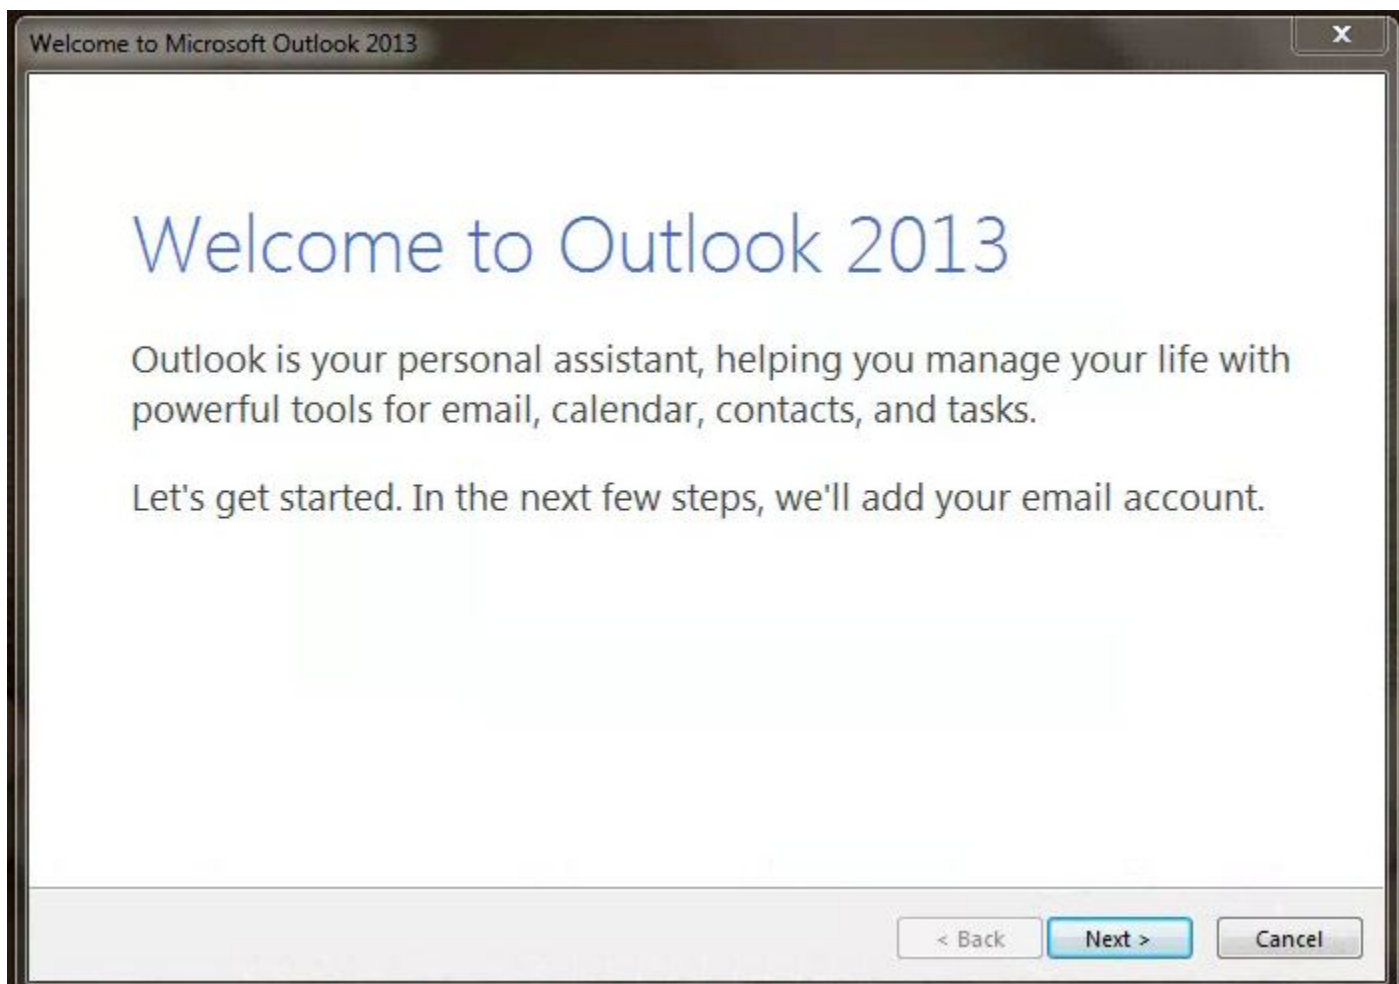 Welcome to Microsoft Outlook 2013
x
Welcome to Outlook 2013
Outlook is your personal assistant, helping you manage your life with
powerful tools for email, calendar, contacts, and tasks.
Let's get started. In the next few steps, we'll add your email account.
< Back Next > Cancel